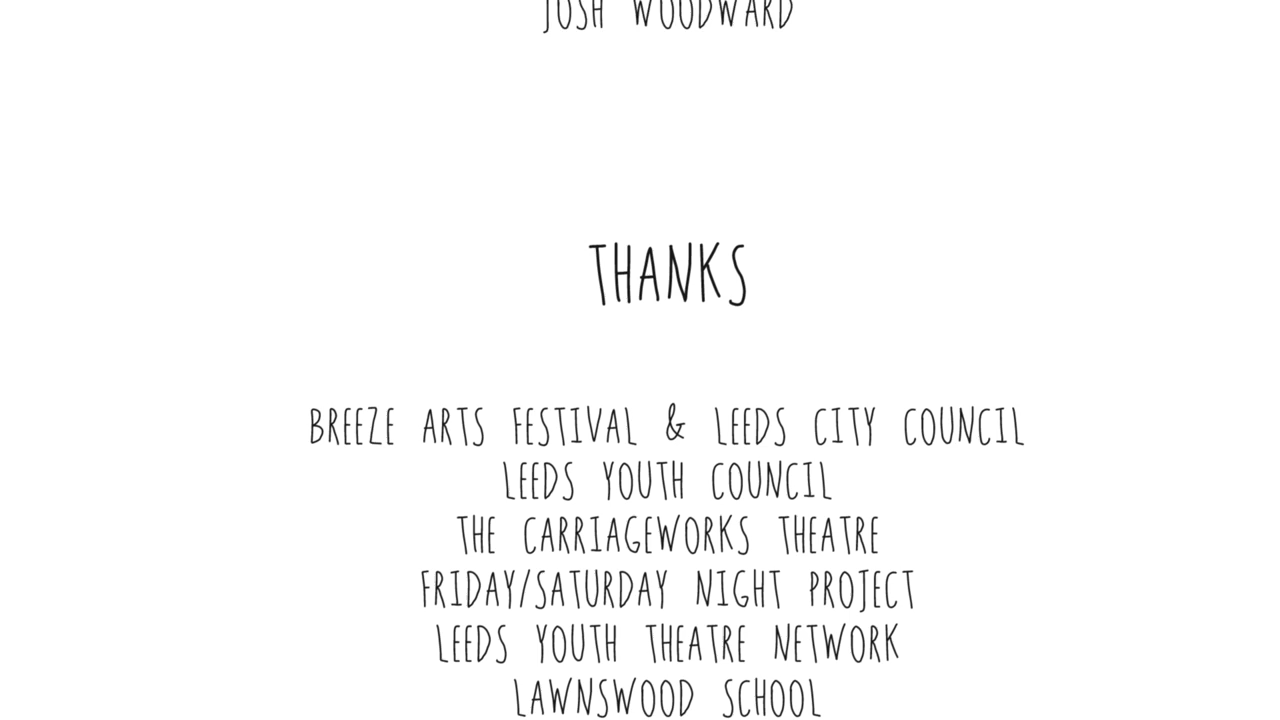 JOSH WOODWARD
THANKS
BREEZE ARTS FESTIVAL & LEEDS CITY COUNCIL
LEEDS YOUTH COUNCIL
THE CARRIAGEWORKS THEATRE
FRIDAY/SATURDAY NIGHT PROJECT
LEEDS YOUTH THEATRE NETWORK
LAWNSWOOD SCHOOL